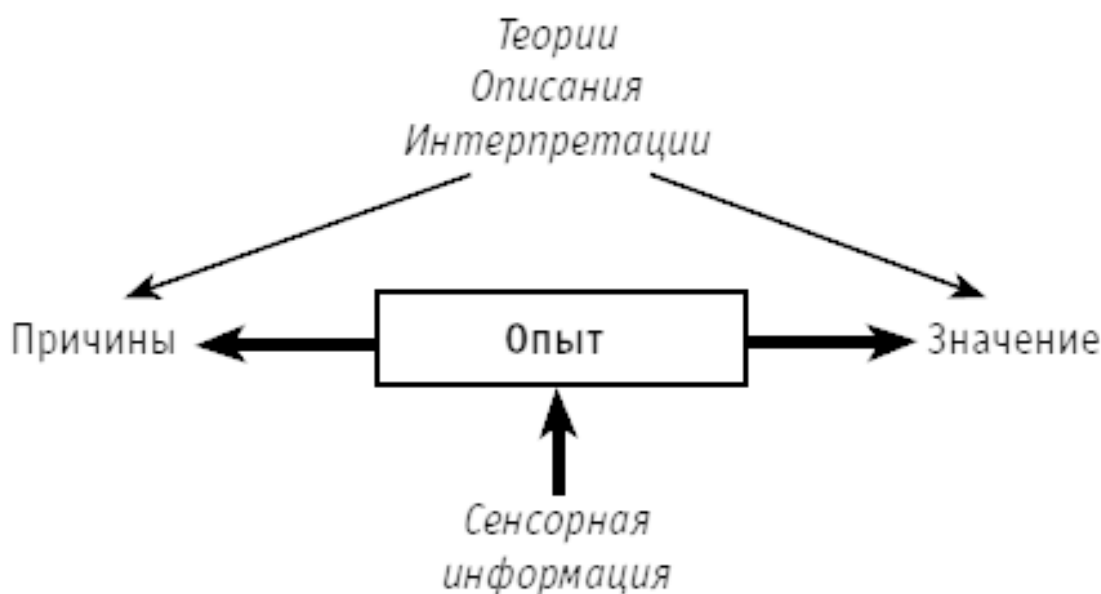 Теории
Описания
Интерпретации
Причины
Опыт
Значение
Сенсорная
информация